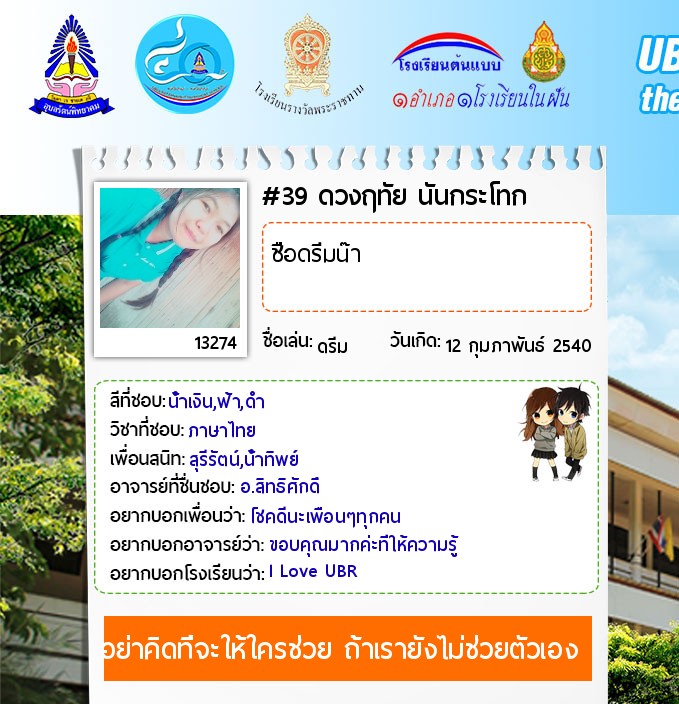 อุบลรัตน์พิทยาคม
โรงเรียนรางวัลพระราชทาน
โรงเรียนต้นแบบ
๑อำเภอ๑โรงเรียนในฝัน
UB
the
#39 ดวงฤทัย นันกระโทก
ชื่อดรีมน๊า
13274
ชื่อเล่น: ดรีม วันเกิด: 12 กุมภาพันธ์ 2540
สีที่ชอบ:น้ำเงิน,ฟ้า,ดำ
วิชาที่ชอบ: ภาษาไทย
เพื่อนสนิท: สุรีรัตน์,น้ำทิพย์
อาจารย์ที่ชื่นชอบ: อ.สิทธิศักดิ์
อยากบอกเพื่อนว่า: โชคดีนะเพื่อนๆทุกคน
อยากบอกอาจารย์ว่า: ขอบคุณมากค่ะที่ให้ความรู้
อยากบอกโรงเรียนว่า: I Love UBR
อย่าคิดที่จะให้ใครช่วย ถ้าเรายังไม่ช่วยตัวเอง